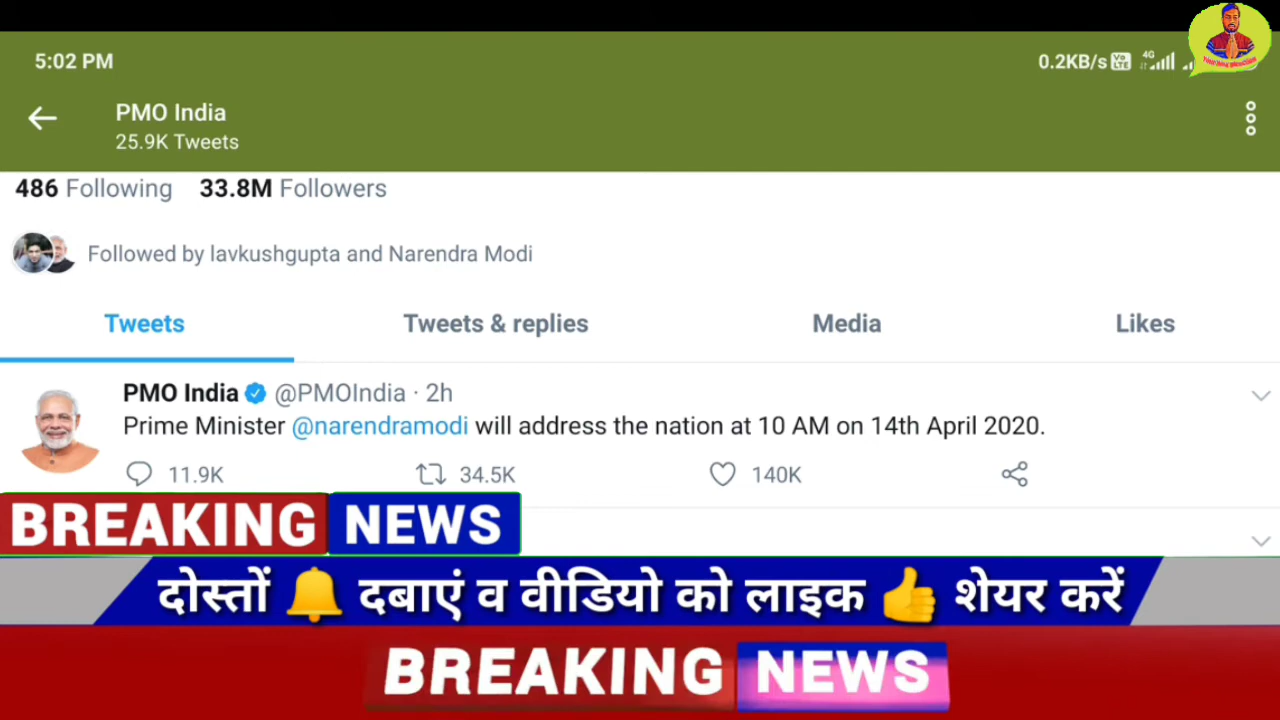 5:02 PM
0.2KB/s Vo LTE 4G
PMO India
25.9K Tweets
486 Following 33.8M Followers
Followed by lavkushgupta and Narendra Modi
Tweets Tweets & replies Media Likes
PMO India @PMOIndia · 2h
Prime Minister @narendramodi will address the nation at 10 AM on 14th April 2020.
11.9K 34.5K 140K
BREAKING NEWS
दोस्तों 🔔 दबाएं व वीडियो को लाइक 👍 शेयर करें
BREAKING NEWS